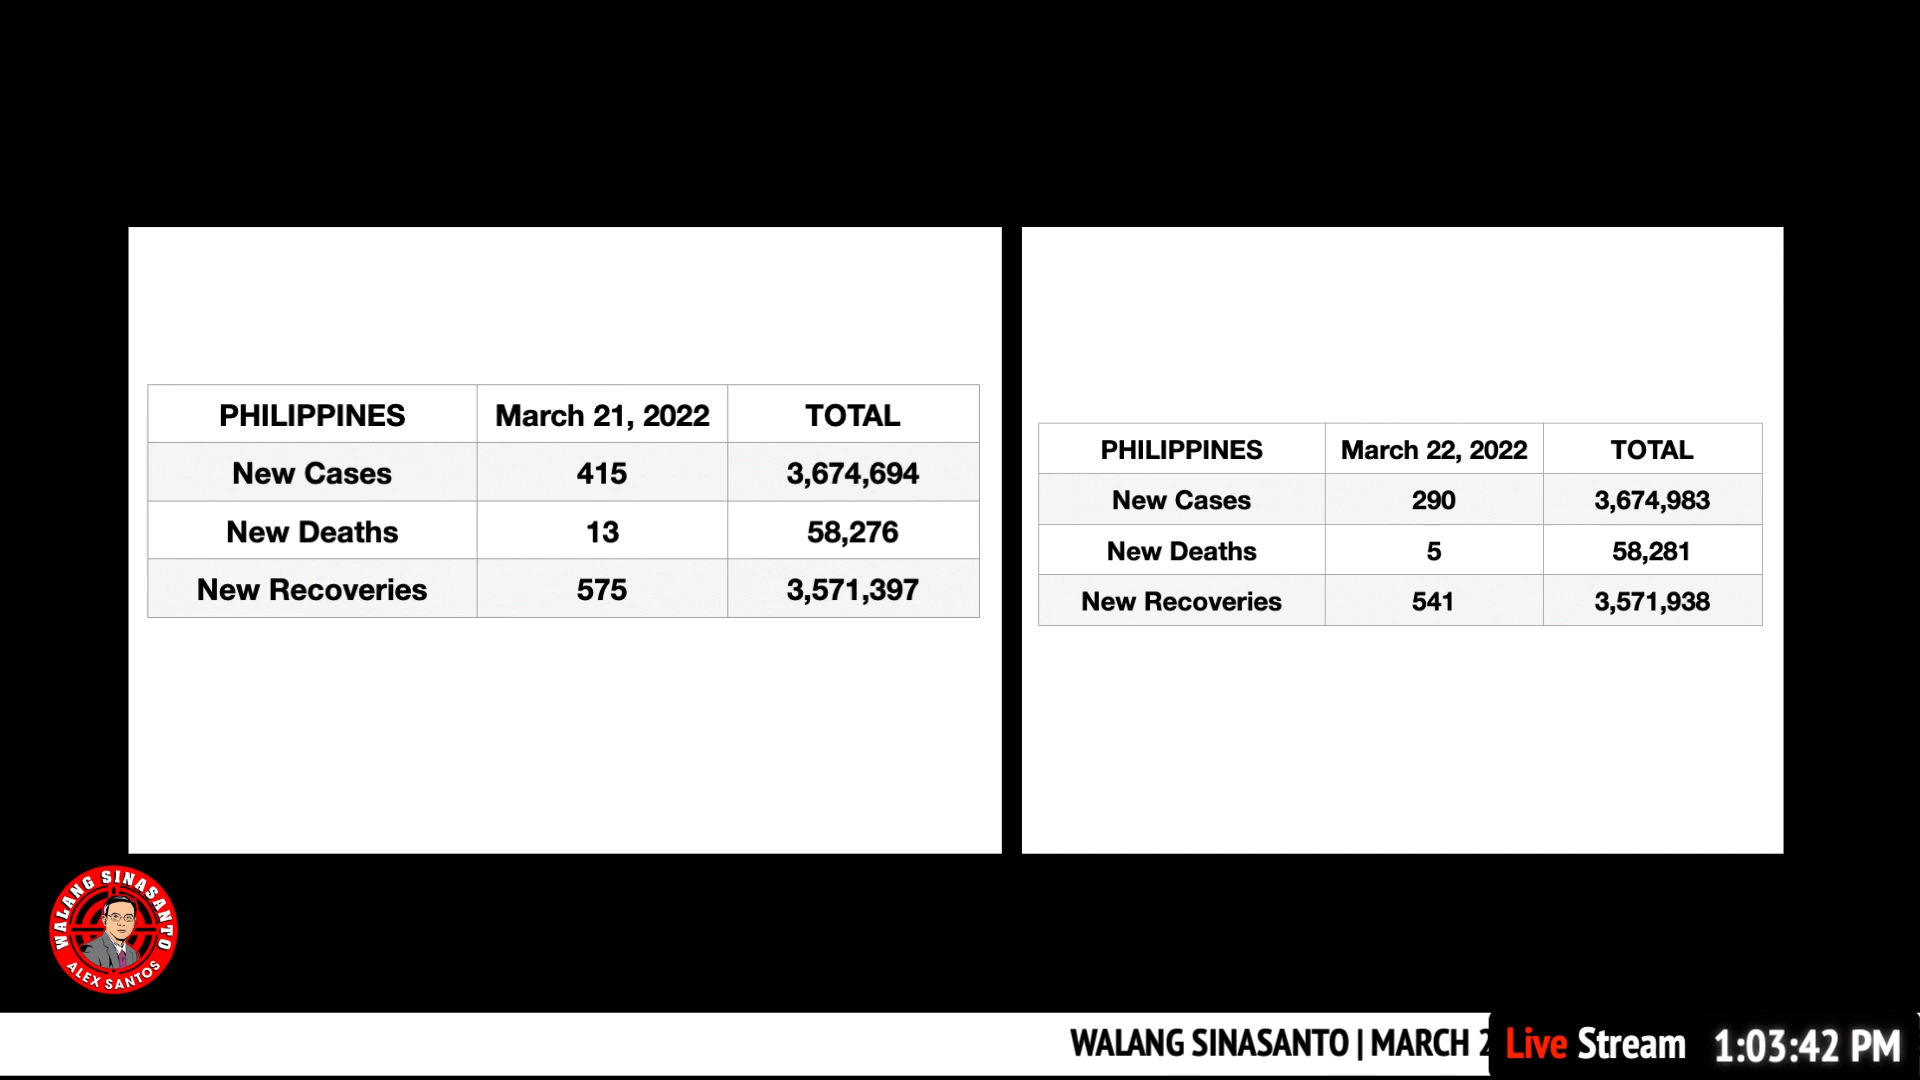 PHILIPPINES March 21, 2022 TOTAL
New Cases 415 3,674,694
New Deaths 13 58,276
New Recoveries 575 3,571,397
PHILIPPINES March 22, 2022 TOTAL
New Cases 290 3,674,983
New Deaths 5 58,281
New Recoveries 541 3,571,938
WALANG SINASANTO
ALEX SANTOS
WALANG SINASANTO | MARCH 2
Live Stream 1:03:42 PM